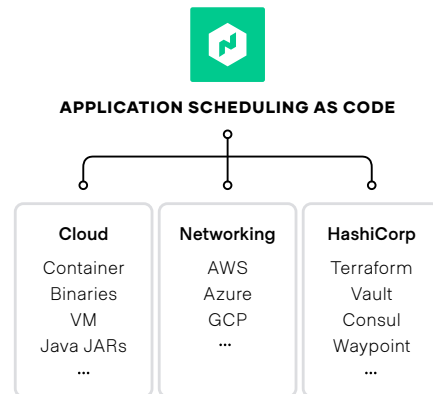 APPLICATION SCHEDULING AS CODE
Cloud
Container
Binaries
VM
Java JARs
...
Networking
AWS
Azure
GCP
...
HashiCorp
Terraform
Vault
Consul
Waypoint
...